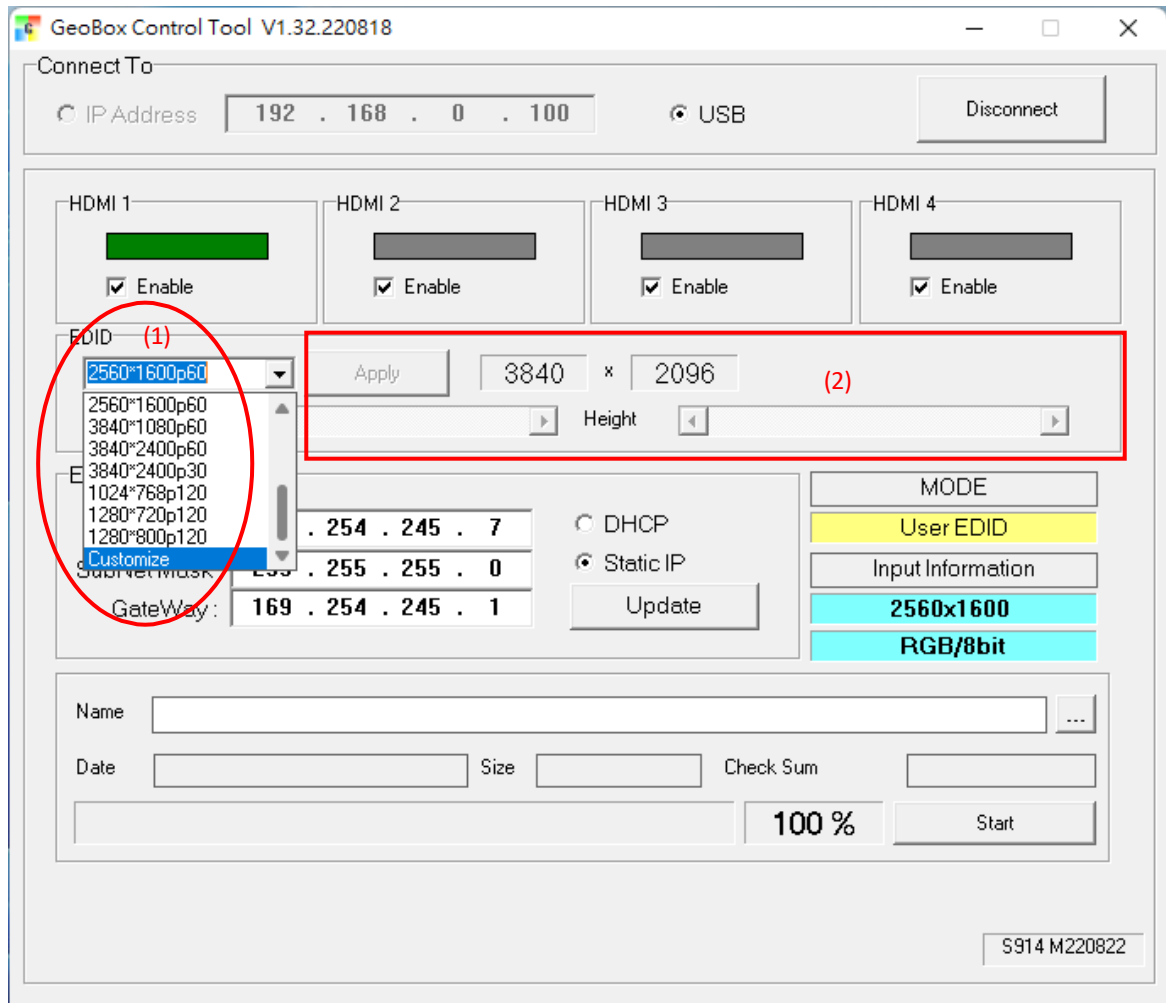 GeoBox Control Tool V1.32.220818
Connect To
IP Address 192 . 168 . 0 . 100 USB Disconnect
HDMI 1 HDMI 2 HDMI 3 HDMI 4
Enable Enable Enable Enable
EDID (1)
2560*1600p60 Apply 3840 x 2096 (2)
2560*1600p60
3840*1080p60
3840*2400p60
3840*2400p30
1024*768p120
1280*720p120
1280*800p120
Customize
Height
MODE
. 254 . 245 . 7 DHCP User EDID
. 255 . 255 . 0 Static IP Input Information
GateWay : 169 . 254 . 245 . 1 Update 2560x1600
RGB/8bit
Name ...
Date Size Check Sum
100 % Start
S914 M220822